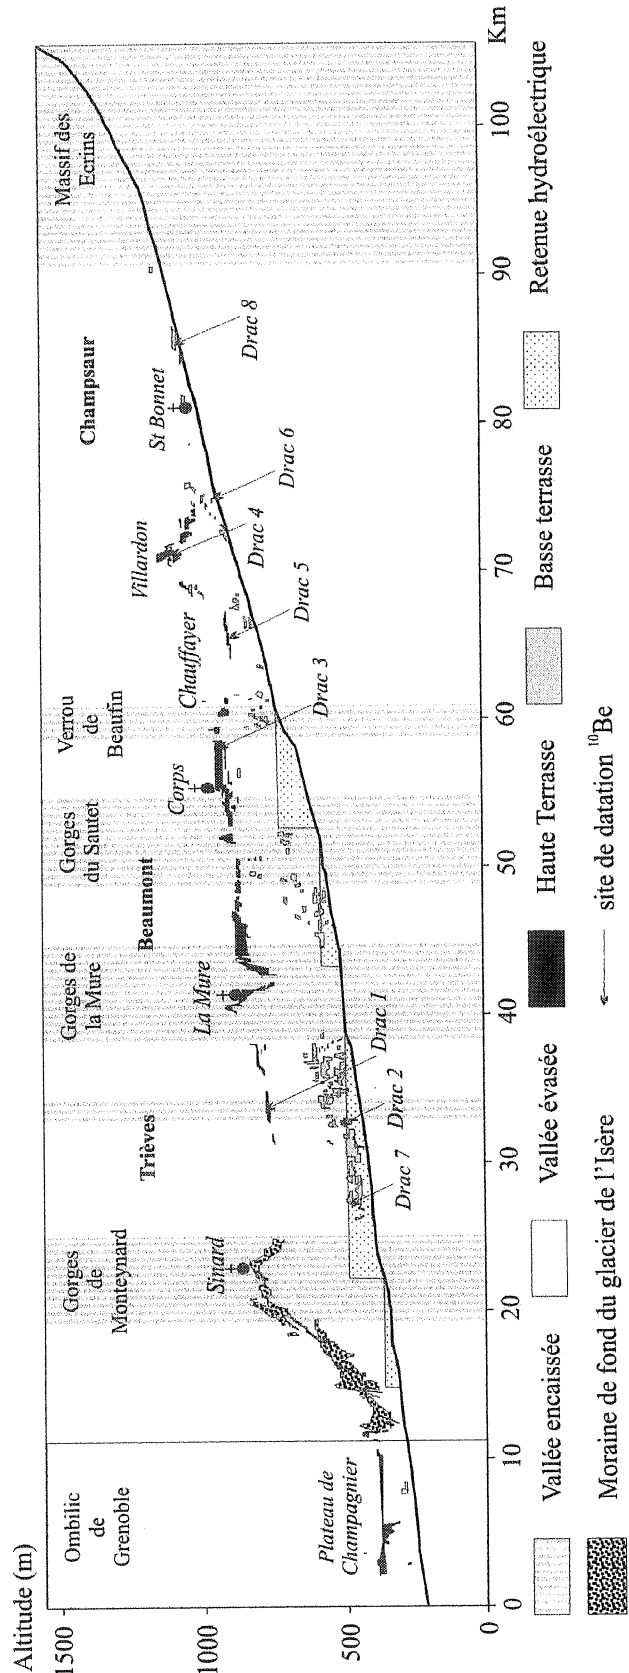 Altitude (m)
1500
1000
500
0
Ombilic
de
Grenoble
Gorges
de
Monteynard
Trièves
Gorges de
la Mure
Beaumont
Gorges
du Sautet
Verrou
de
Beaufin
Champsaur
Massif des
Ecrins
Plateau de
Champagnier
Sinard
La Mure
Corps
Chauffayer
Villardon
St Bonnet
Drac 7
Drac 2
Drac 1
Drac 3
Drac 5
Drac 4
Drac 6
Drac 8
10
20
30
40
50
60
70
80
90
100
Km
Vallée encaissée
Vallée évasée
Haute Terrasse
Basse terrasse
Retenue hydroélectrique
Moraine de fond du glacier de l'Isère
site de datation ¹⁰Be